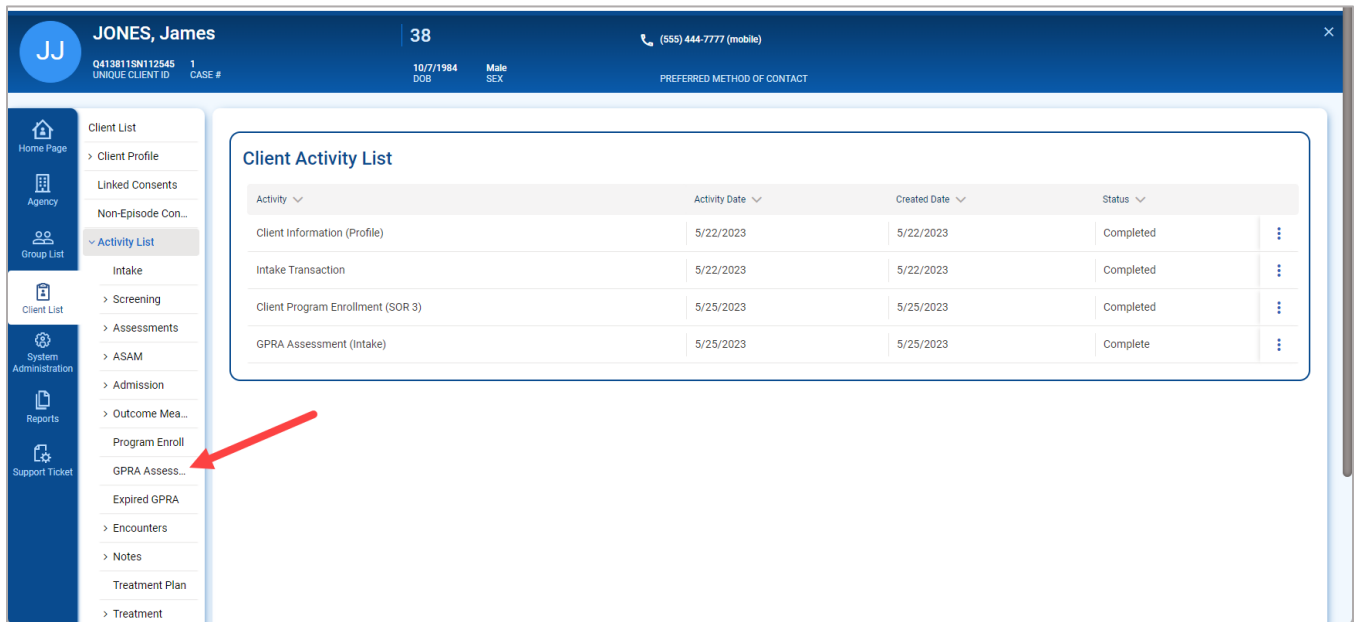 JJ
JONES, James
Q413811SN112545 1
UNIQUE CLIENT ID CASE #
38
10/7/1984 Male
DOB SEX
(555) 444-7777 (mobile)
PREFERRED METHOD OF CONTACT
Home Page
Agency
Group List
Client List
System
Administration
Reports
Support Ticket
Client List
Client Profile
Linked Consents
Non-Episode Con...
Activity List
Intake
Screening
Assessments
ASAM
Admission
Outcome Mea...
Program Enroll
GPRA Assess...
Expired GPRA
Encounters
Notes
Treatment Plan
Treatment
Client Activity List
Activity Activity Date Created Date Status
Client Information (Profile) 5/22/2023 5/22/2023 Completed
Intake Transaction 5/22/2023 5/22/2023 Completed
Client Program Enrollment (SOR 3) 5/25/2023 5/25/2023 Completed
GPRA Assessment (Intake) 5/25/2023 5/25/2023 Complete